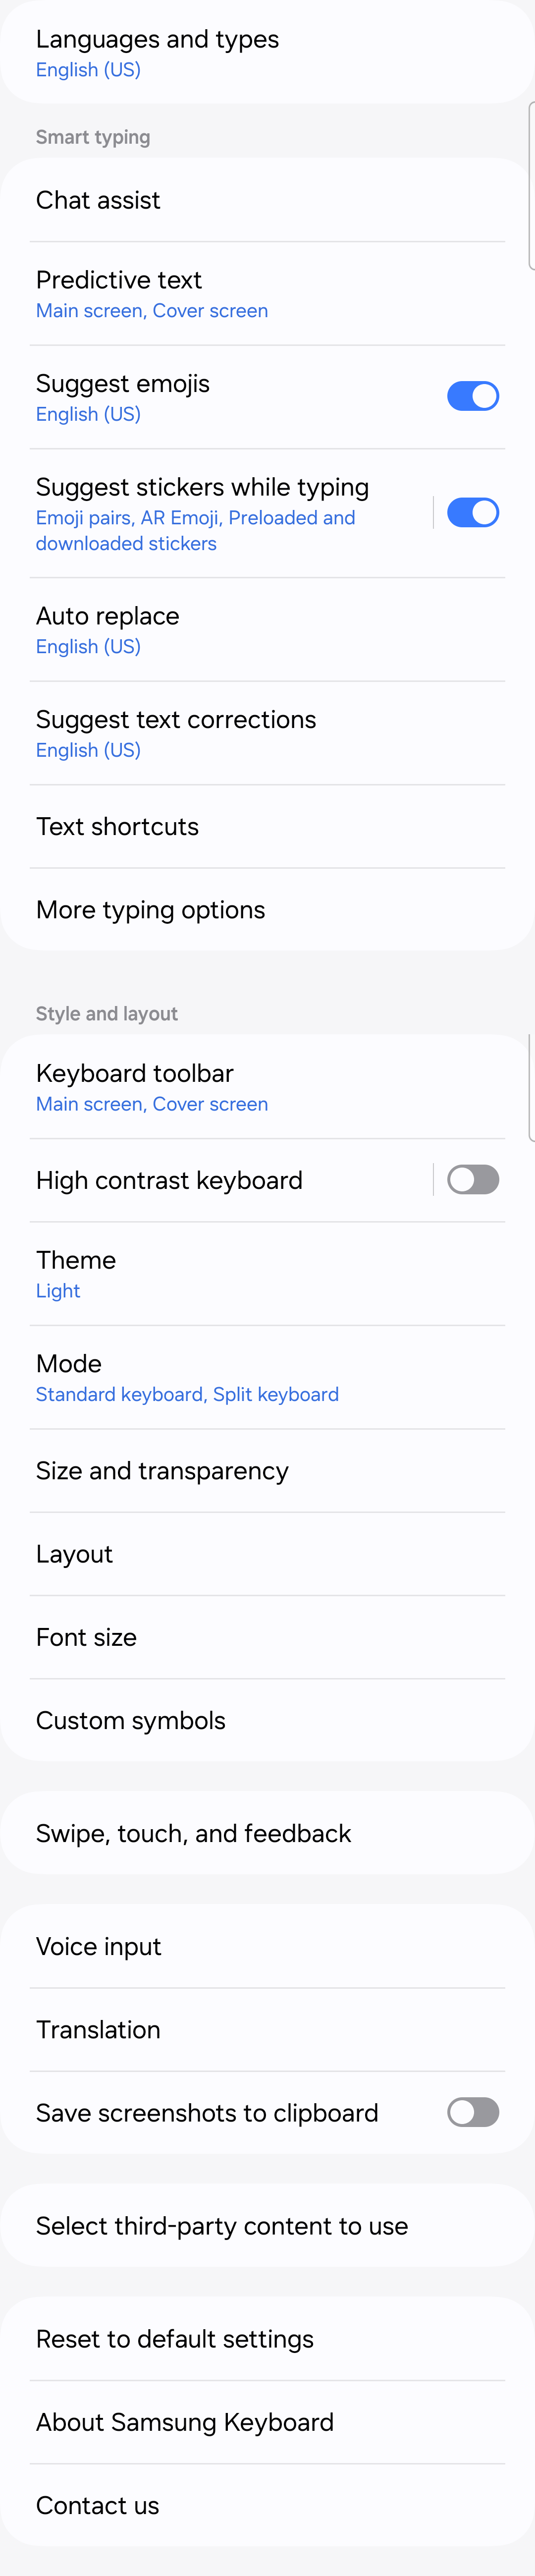 Languages and types
English (US)
Smart typing
Chat assist
Predictive text
Main screen, Cover screen
Suggest emojis
English (US)
Suggest stickers while typing
Emoji pairs, AR Emoji, Preloaded and
downloaded stickers
Auto replace
English (US)
Suggest text corrections
English (US)
Text shortcuts
More typing options
Style and layout
Keyboard toolbar
Main screen, Cover screen
High contrast keyboard
Theme
Light
Mode
Standard keyboard, Split keyboard
Size and transparency
Layout
Font size
Custom symbols
Swipe, touch, and feedback
Voice input
Translation
Save screenshots to clipboard
Select third-party content to use
Reset to default settings
About Samsung Keyboard
Contact us